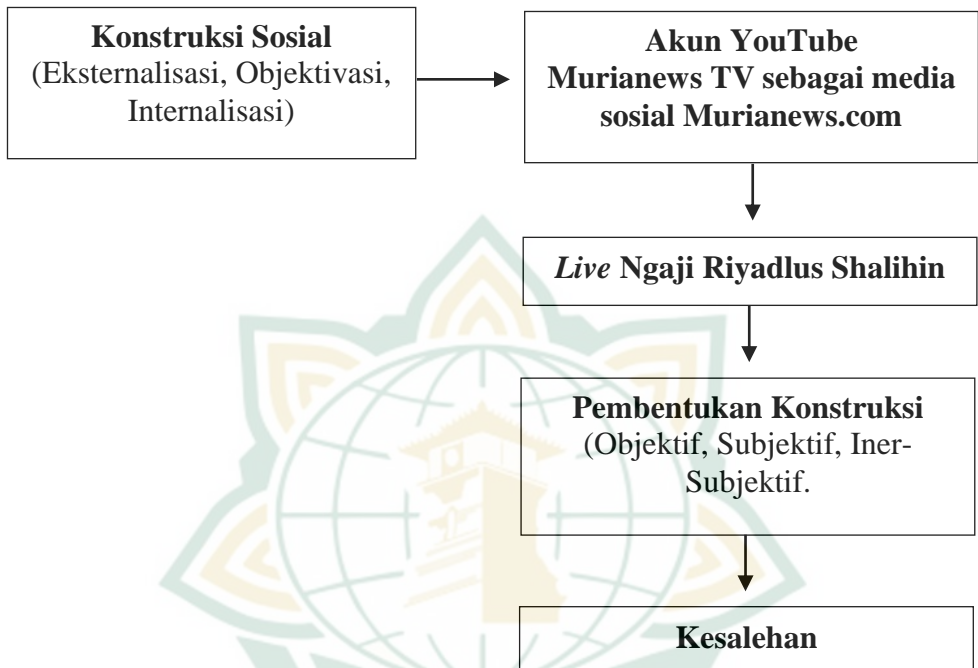 Konstruksi Sosial
(Eksternalisasi, Objektivasi,
Internalisasi)
Akun YouTube
Murianews TV sebagai media
sosial Murianews.com
Live Ngaji Riyadlus Shalihin
Pembentukan Konstruksi
(Objektif, Subjektif, Iner-
Subjektif.
Kesalehan